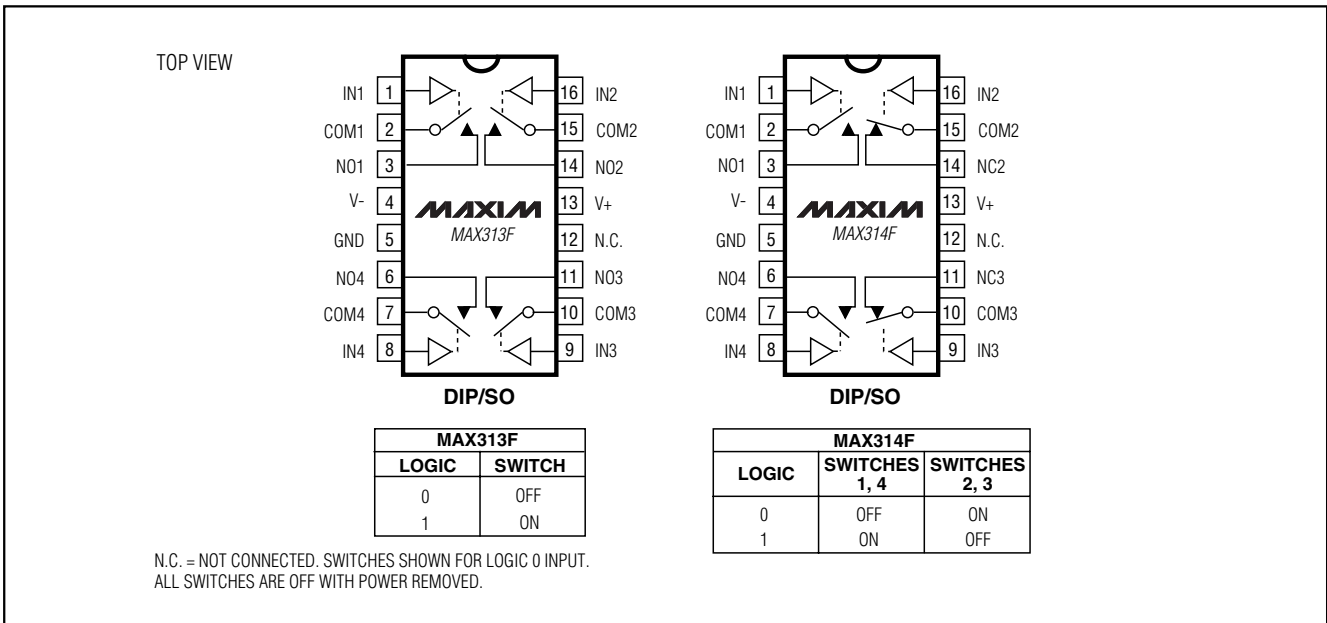 TOP VIEW
IN1 1 16 IN2
COM1 2 15 COM2
NO1 3 14 NO2
V- 4 13 V+
MAXIM
MAX313F
GND 5 12 N.C.
NO4 6 11 NO3
COM4 7 10 COM3
IN4 8 9 IN3
DIP/SO
IN1 1 16 IN2
COM1 2 15 COM2
NO1 3 14 NC2
V- 4 13 V+
MAXIM
MAX314F
GND 5 12 N.C.
NO4 6 11 NC3
COM4 7 10 COM3
IN4 8 9 IN3
DIP/SO
MAX313F
LOGIC SWITCH
0 OFF
1 ON
MAX314F
LOGIC SWITCHES 1, 4 SWITCHES 2, 3
0 OFF ON
1 ON OFF
N.C. = NOT CONNECTED. SWITCHES SHOWN FOR LOGIC 0 INPUT.
ALL SWITCHES ARE OFF WITH POWER REMOVED.